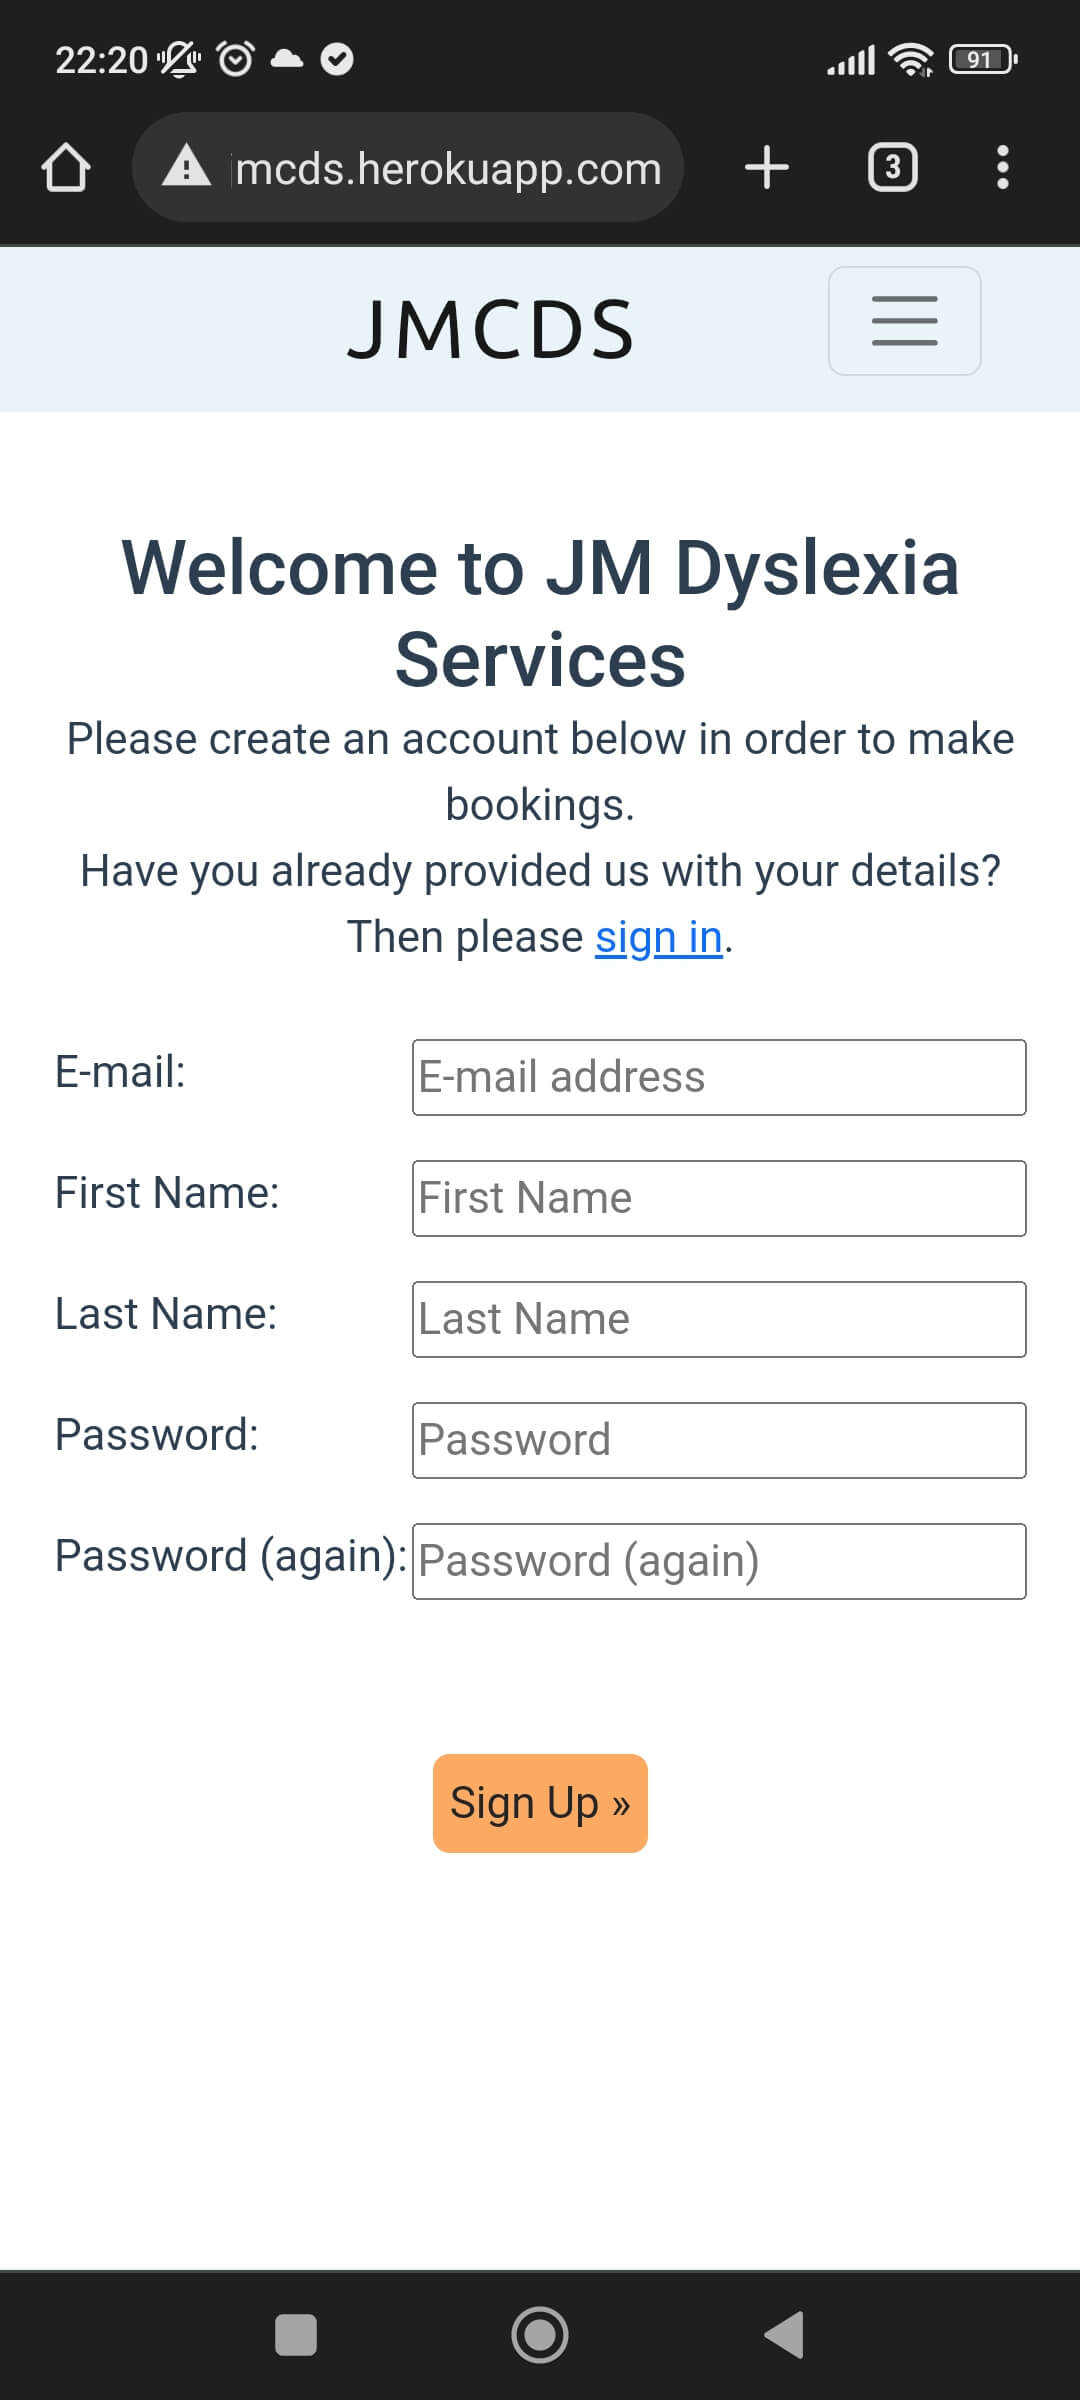 22:20
91
mcds.herokuapp.com
3
JMCDS
Welcome to JM Dyslexia
Services
Please create an account below in order to make
bookings.
Have you already provided us with your details?
Then please sign in.
E-mail:
E-mail address
First Name:
First Name
Last Name:
Last Name
Password:
Password
Password (again):
Password (again)
Sign Up »